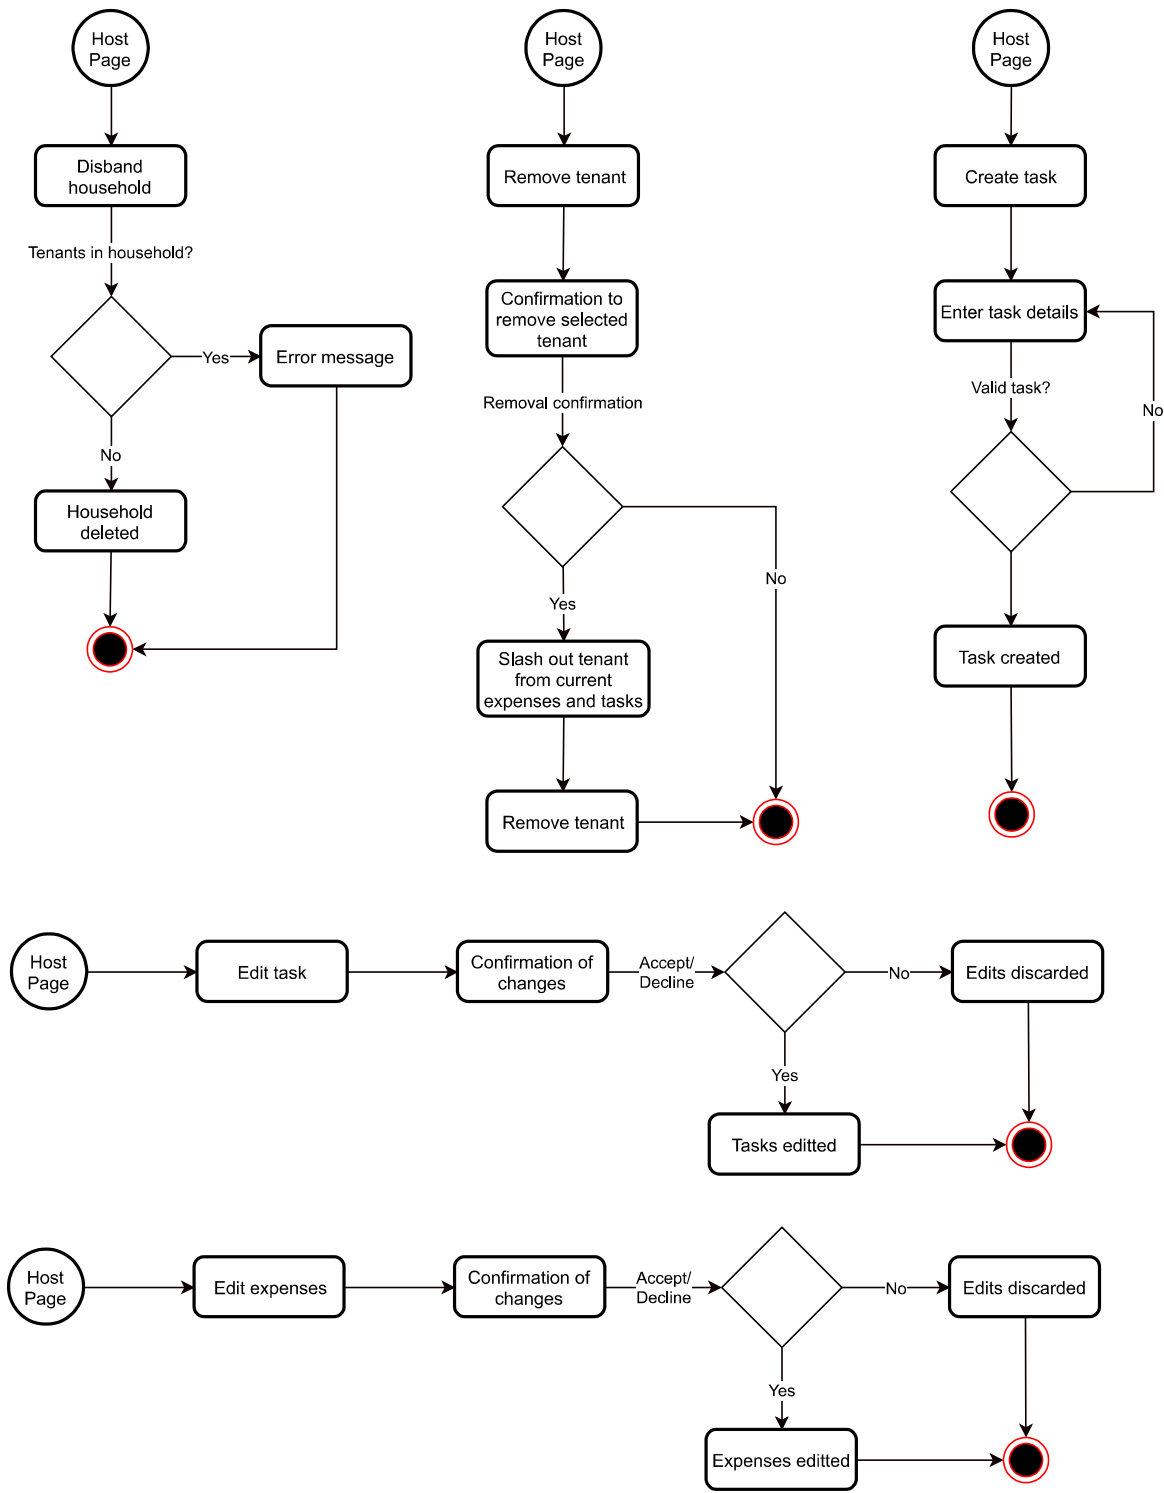 Host
Page
Disband
household
Tenants in household?
Yes
Error message
No
Household
deleted
Host
Page
Remove tenant
Confirmation to
remove selected
tenant
Removal confirmation
No
Yes
Slash out tenant
from current
expenses and tasks
Remove tenant
Host
Page
Create task
Enter task details
Valid task?
No
Task created
Host
Page
Edit task
Confirmation of
changes
Accept/
Decline
No
Edits discarded
Yes
Tasks editted
Host
Page
Edit expenses
Confirmation of
changes
Accept/
Decline
No
Edits discarded
Yes
Expenses editted